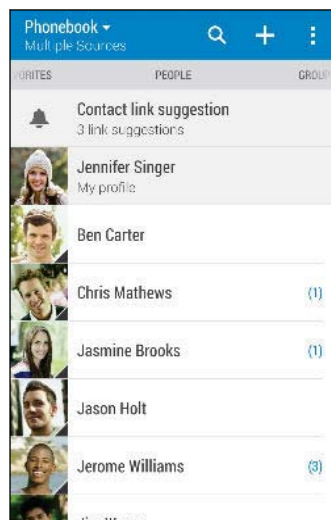 Phonebook
Multiple Sources
ORITES PEOPLE GROUP
Contact link suggestion
3 link suggestions
Jennifer Singer
My profile
Ben Carter
Chris Mathews (1)
Jasmine Brooks (1)
Jason Holt
Jerome Williams (3)